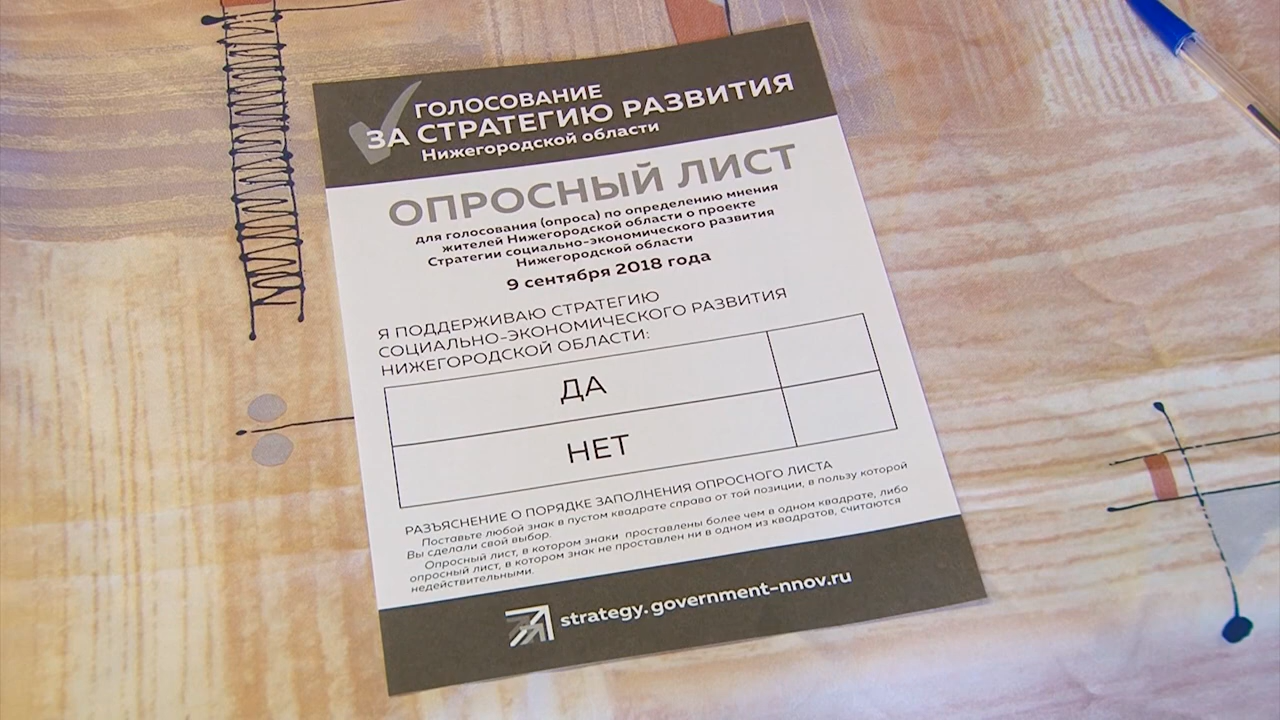 ГОЛОСОВАНИЕ
ЗА СТРАТЕГИЮ РАЗВИТИЯ
Нижегородской области
ОПРОСНЫЙ ЛИСТ
для голосования (опроса) по определению мнения
жителей Нижегородской области о проекте
Стратегии социально-экономического развития
Нижегородской области
9 сентября 2018 года
Я ПОДДЕРЖИВАЮ СТРАТЕГИЮ
СОЦИАЛЬНО-ЭКОНОМИЧЕСКОГО РАЗВИТИЯ
НИЖЕГОРОДСКОЙ ОБЛАСТИ:
ДА
НЕТ
РАЗЪЯСНЕНИЕ О ПОРЯДКЕ ЗАПОЛНЕНИЯ ОПРОСНОГО ЛИСТА
Поставьте любой знак в пустом квадрате справа от той позиции, в пользу которой
Вы сделали свой выбор.
Опросный лист, в котором знаки проставлены более чем в одном квадрате, либо
опросный лист, в котором знак не проставлен ни в одном из квадратов, считаются
недействительными.
strategy.government-nnov.ru